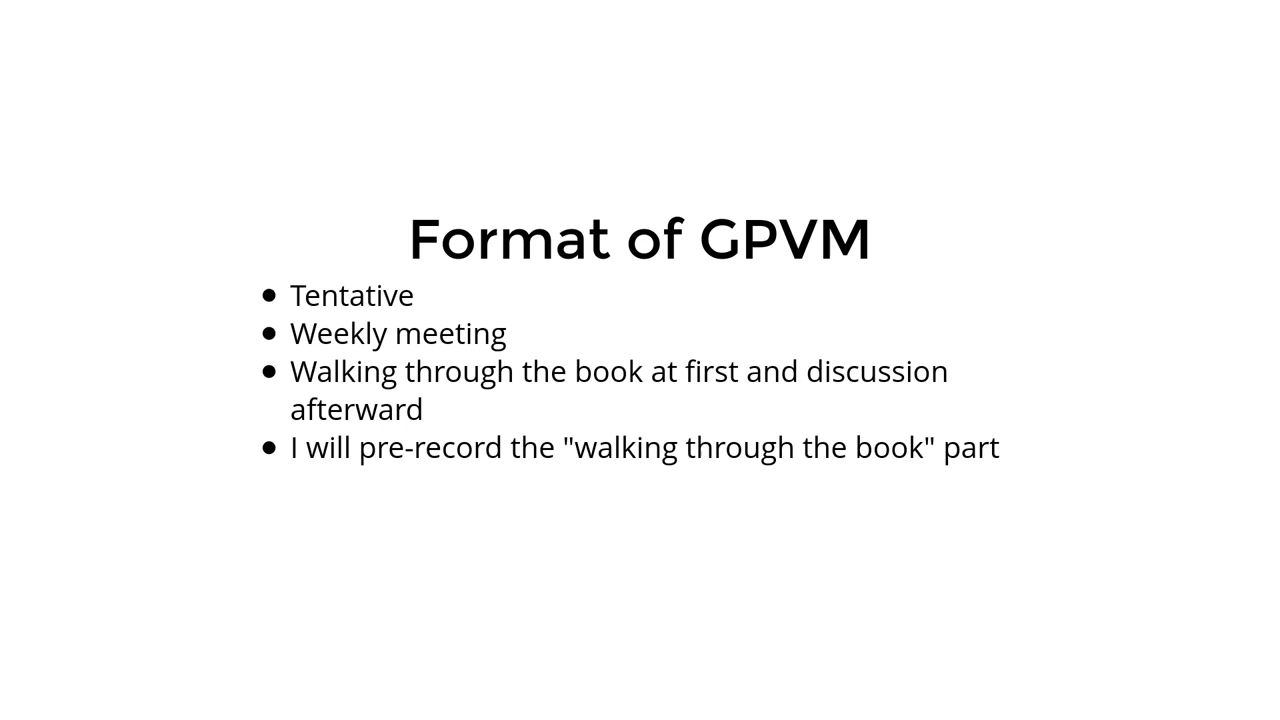 Format of GPVM
Tentative
Weekly meeting
Walking through the book at first and discussion
afterward
I will pre-record the "walking through the book" part